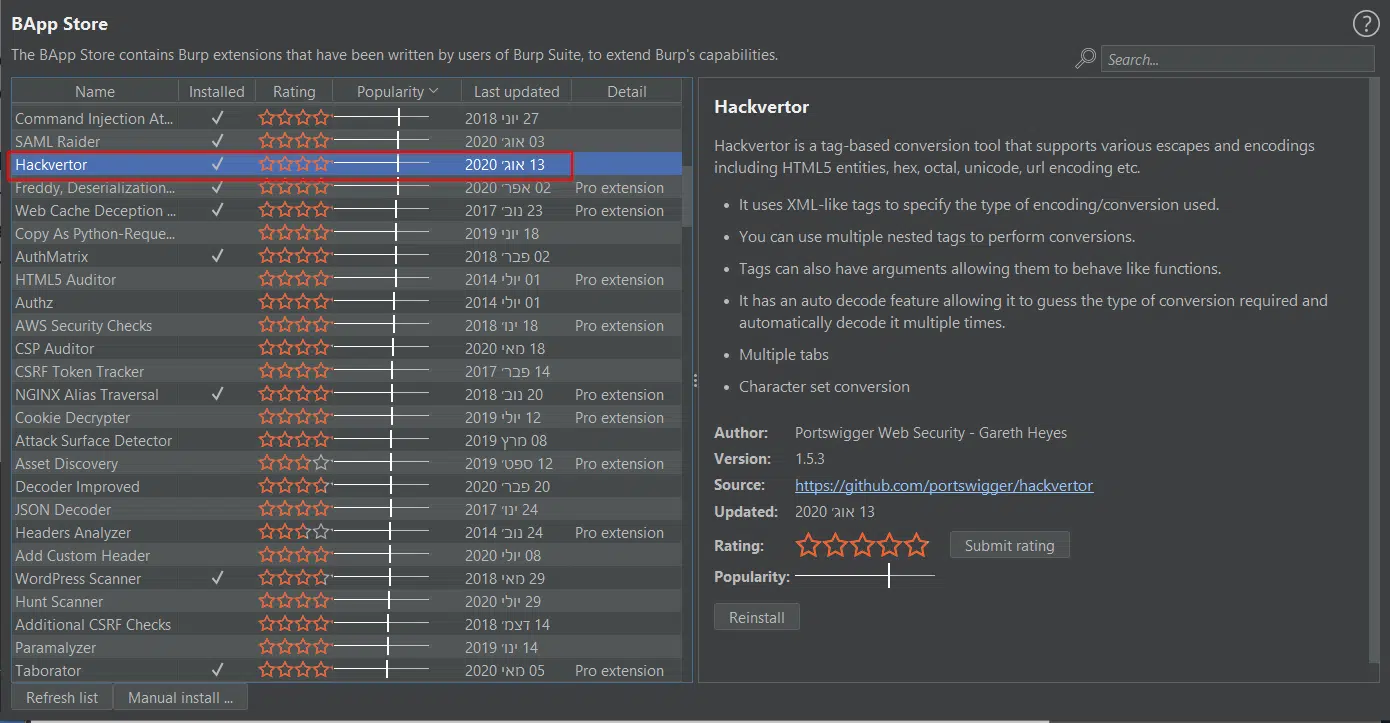 BApp Store
The BApp Store contains Burp extensions that have been written by users of Burp Suite, to extend Burp's capabilities.
Search...
Name Installed Rating Popularity Last updated Detail
Command Injection At... 27 יוני 2018
SAML Raider 03 אוג׳ 2020
Hackvertor 13 אוג׳ 2020
Freddy, Deserialization... 02 אפר׳ 2020 Pro extension
Web Cache Deception ... 23 נוב׳ 2017 Pro extension
Copy As Python-Reque... 18 יוני 2019
AuthMatrix 02 פבר׳ 2018
HTML5 Auditor 01 יולי 2014 Pro extension
Authz 01 יולי 2014
AWS Security Checks 18 ינו׳ 2018 Pro extension
CSP Auditor 18 מאי 2020
CSRF Token Tracker 14 פבר׳ 2017
NGINX Alias Traversal 20 נוב׳ 2018 Pro extension
Cookie Decrypter 12 יולי 2019 Pro extension
Attack Surface Detector 08 מרץ 2019
Asset Discovery 12 ספט׳ 2019 Pro extension
Decoder Improved 20 פבר׳ 2020
JSON Decoder 24 ינו׳ 2017
Headers Analyzer 24 נוב׳ 2014 Pro extension
Add Custom Header 08 יולי 2020
WordPress Scanner 29 מאי 2018
Hunt Scanner 29 יולי 2020
Additional CSRF Checks 14 דצמ׳ 2018
Paramalyzer 14 ינו׳ 2019
Taborator 05 מאי 2020 Pro extension
Refresh list Manual install ...
Hackvertor
Hackvertor is a tag-based conversion tool that supports various escapes and encodings
including HTML5 entities, hex, octal, unicode, url encoding etc.
• It uses XML-like tags to specify the type of encoding/conversion used.
• You can use multiple nested tags to perform conversions.
• Tags can also have arguments allowing them to behave like functions.
• It has an auto decode feature allowing it to guess the type of conversion required and
automatically decode it multiple times.
• Multiple tabs
• Character set conversion
Author: Portswigger Web Security - Gareth Heyes
Version: 1.5.3
Source: https://github.com/portswigger/hackvertor
Updated: 13 אוג׳ 2020
Rating: Submit rating
Popularity:
Reinstall